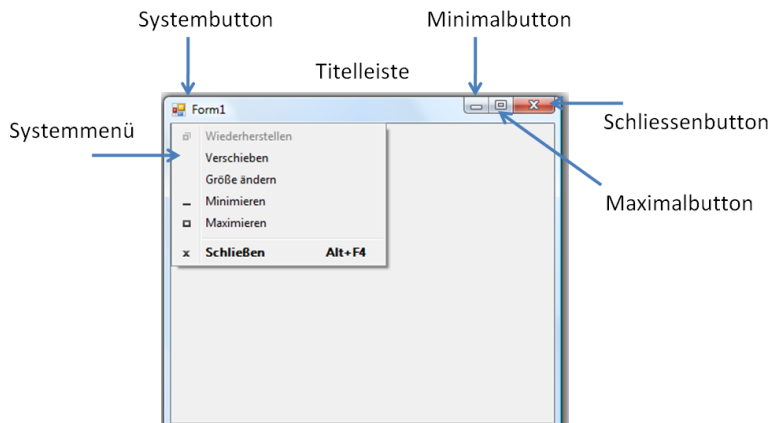 Systembutton
Minimalbutton
Titelleiste
Form1
Systemmenü
Schliessenbutton
Wiederherstellen
Verschieben
Größe ändern
Minimieren
Maximalbutton
Maximieren
Schließen Alt+F4